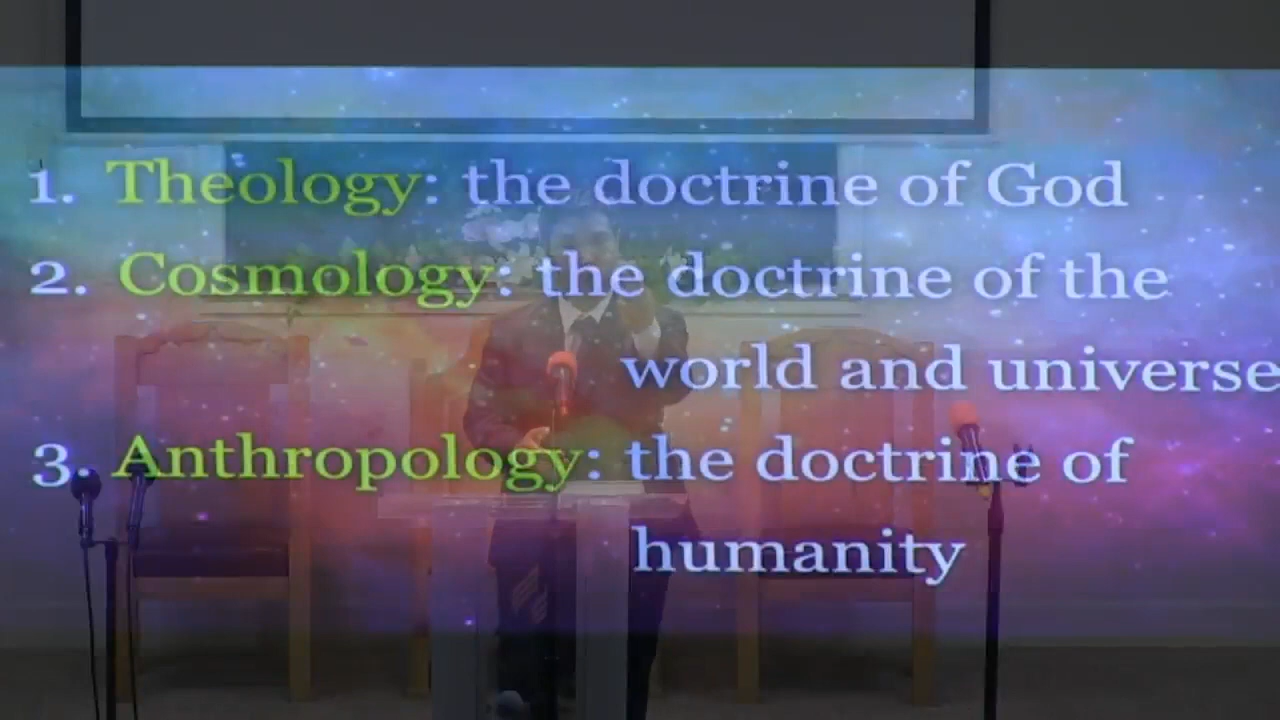 1. Theology: the doctrine of God
2. Cosmology: the doctrine of the
world and universe
3. Anthropology: the doctrine of
humanity